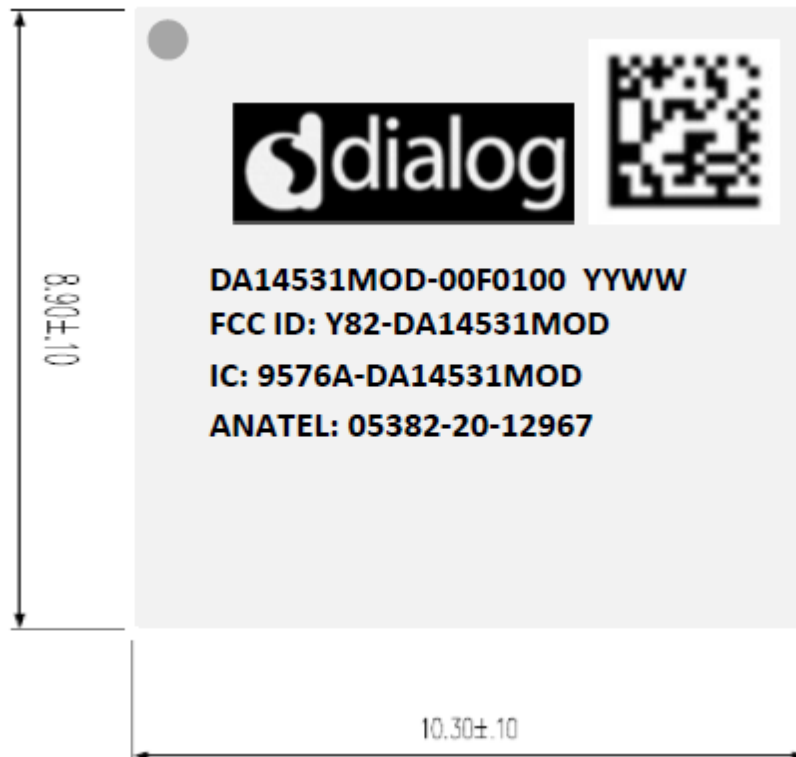 dialog
DA14531MOD-00F0100 YYWW
FCC ID: Y82-DA14531MOD
IC: 9576A-DA14531MOD
ANATEL: 05382-20-12967
8.90±.10
10.30±.10